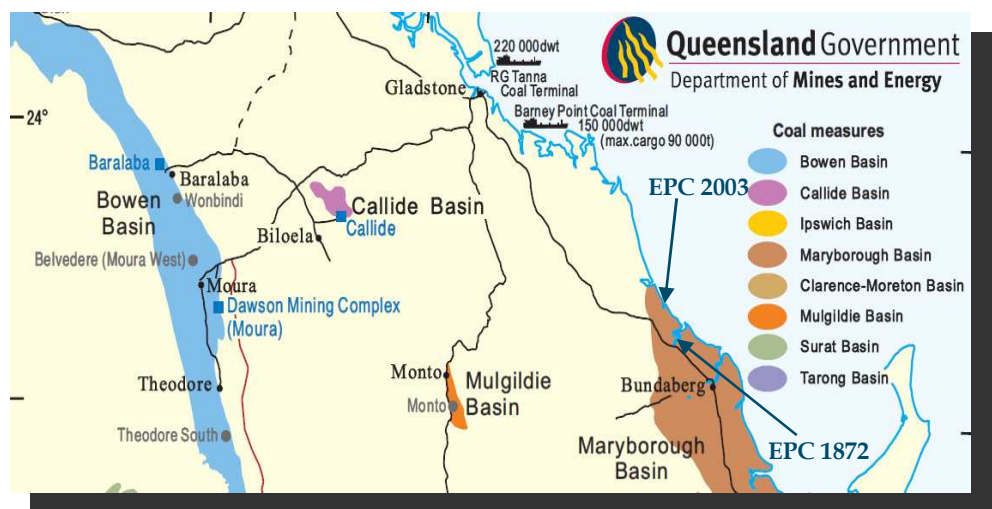 220 000dwt
RG Tanna
Coal Terminal
Gladstone
Barney Point Coal Terminal
150 000dwt
(max.cargo 90 000t)
Queensland Government
Department of Mines and Energy
24°
Coal measures
Bowen Basin
Callide Basin
Ipswich Basin
Maryborough Basin
Clarence-Moreton Basin
Mulgildie Basin
Surat Basin
Tarong Basin
Baralaba
Baralaba
Bowen
Basin
Wonbindi
Callide Basin
Callide
Biloela
EPC 2003
Belvedere (Moura West)
Moura
Dawson Mining Complex
(Moura)
Theodore
Monto
Monto
Mulgildie
Basin
Bundaberg
Theodore South
Maryborough
Basin
EPC 1872